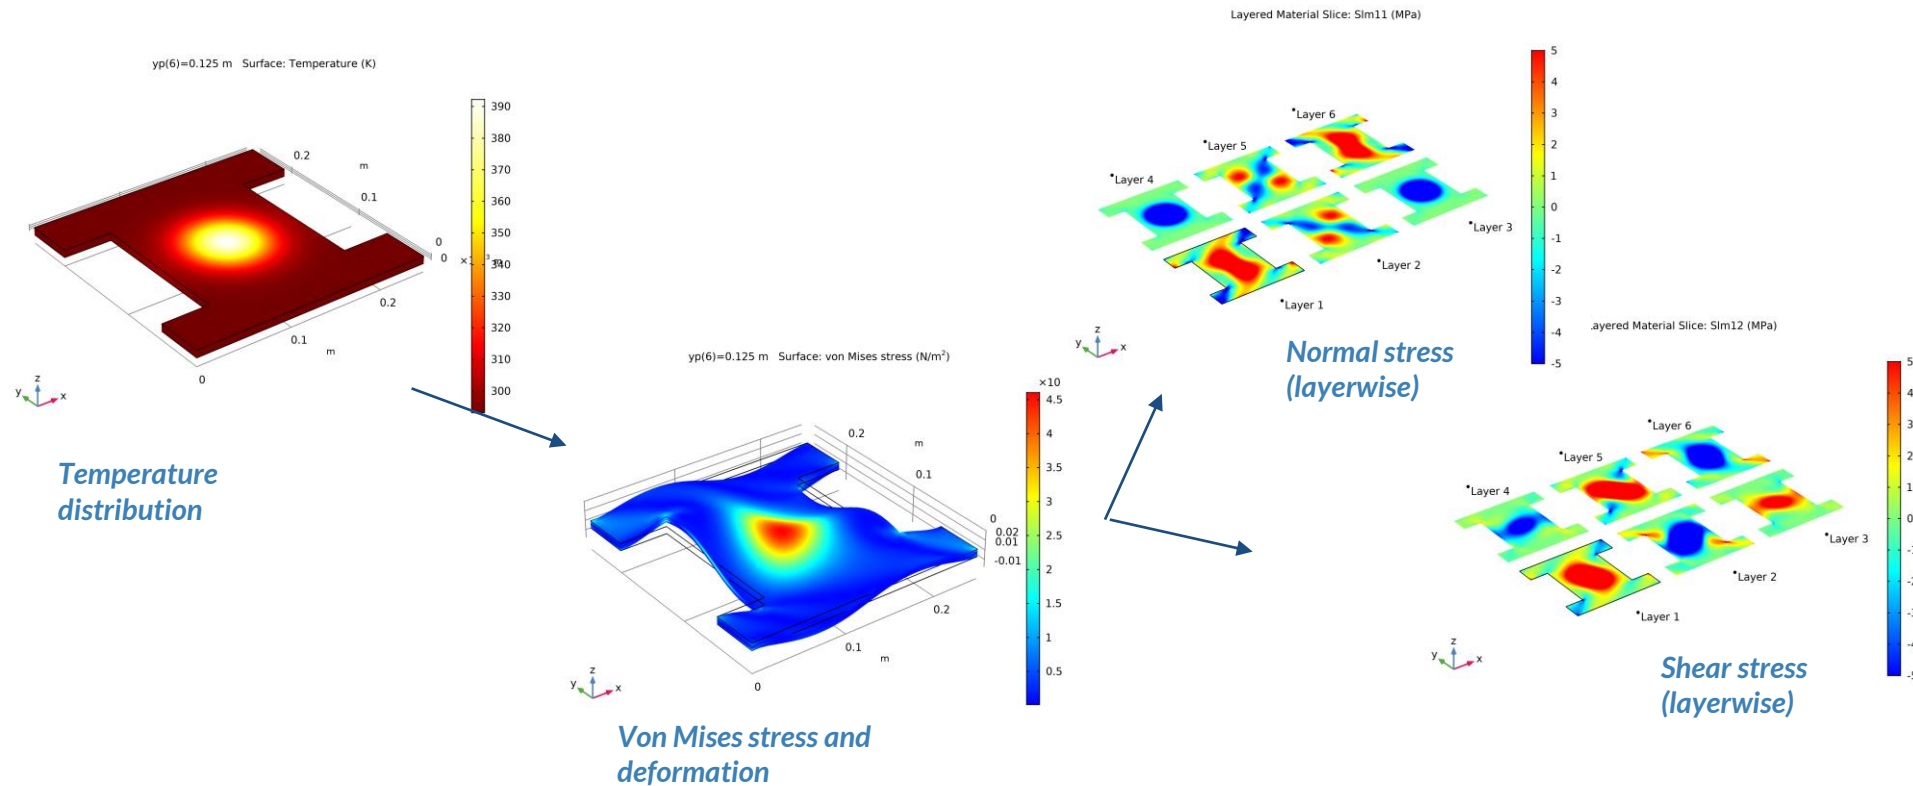 Layered Material Slice: Slm11 (MPa)
yp(6)=0.125 m Surface: Temperature (K)
390
380
370
360
350
340
330
320
310
300
0.2
m
0.1
0
0
0.2
0.1
m
0
z
y
x
Temperature
distribution
yp(6)=0.125 m Surface: von Mises stress (N/m²)
×10
4.5
4
3.5
3
2.5
2
1.5
1
0.5
0.2
m
0.1
0
0.02
0.01
-0.01
0.2
0.1
m
0
z
y
x
Von Mises stress and
deformation
5
4
3
2
1
0
-1
-2
-3
-4
-5
Layer 6
Layer 5
Layer 4
Layer 3
Layer 2
Layer 1
z
y
x
Normal stress
(layerwise)
ayered Material Slice: Slm12 (MPa)
5
4
3
2
1
0
Layer 6
Layer 5
Layer 4
Layer 3
Layer 2
Layer 1
z
y
x
Shear stress
(layerwise)